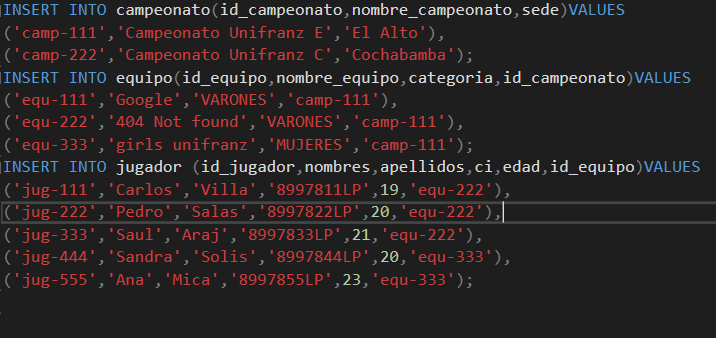 INSERT INTO campeonato(id_campeonato,nombre_campeonato,sede)VALUES
('camp-111','Campeonato Unifranz E','El Alto'),
('camp-222','Campeonato Unifranz C','Cochabamba');
INSERT INTO equipo(id_equipo,nombre_equipo,categoria,id_campeonato)VALUES
('equ-111','Google','VARONES','camp-111'),
('equ-222','404 Not found','VARONES','camp-111'),
('equ-333','girls unifranz','MUJERES','camp-111');
INSERT INTO jugador (id_jugador,nombres,apellidos,ci,edad,id_equipo)VALUES
('jug-111','Carlos','Villa','8997811LP',19,'equ-222'),
('jug-222','Pedro','Salas','8997822LP',20,'equ-222'),
('jug-333','Saul','Araj','8997833LP',21,'equ-222'),
('jug-444','Sandra','Solis','8997844LP',20,'equ-333'),
('jug-555','Ana','Mica','8997855LP',23,'equ-333');